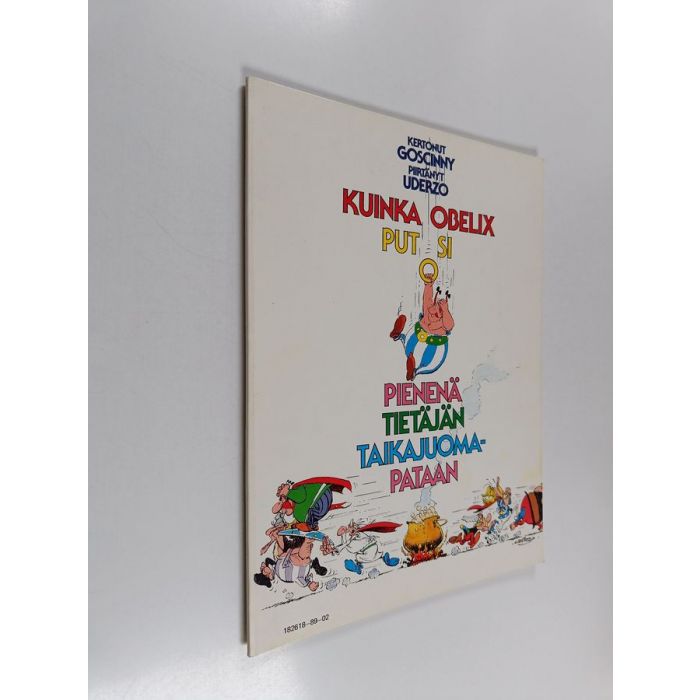 KERTONUT
GOSCINNY
PIIRTÄNYT
UDERZO
KUINKA OBELIX
PUTOSI
PIENENÄ
TIETÄJÄN
TAIKAJUOMA-
PATAAN
182618-89-02